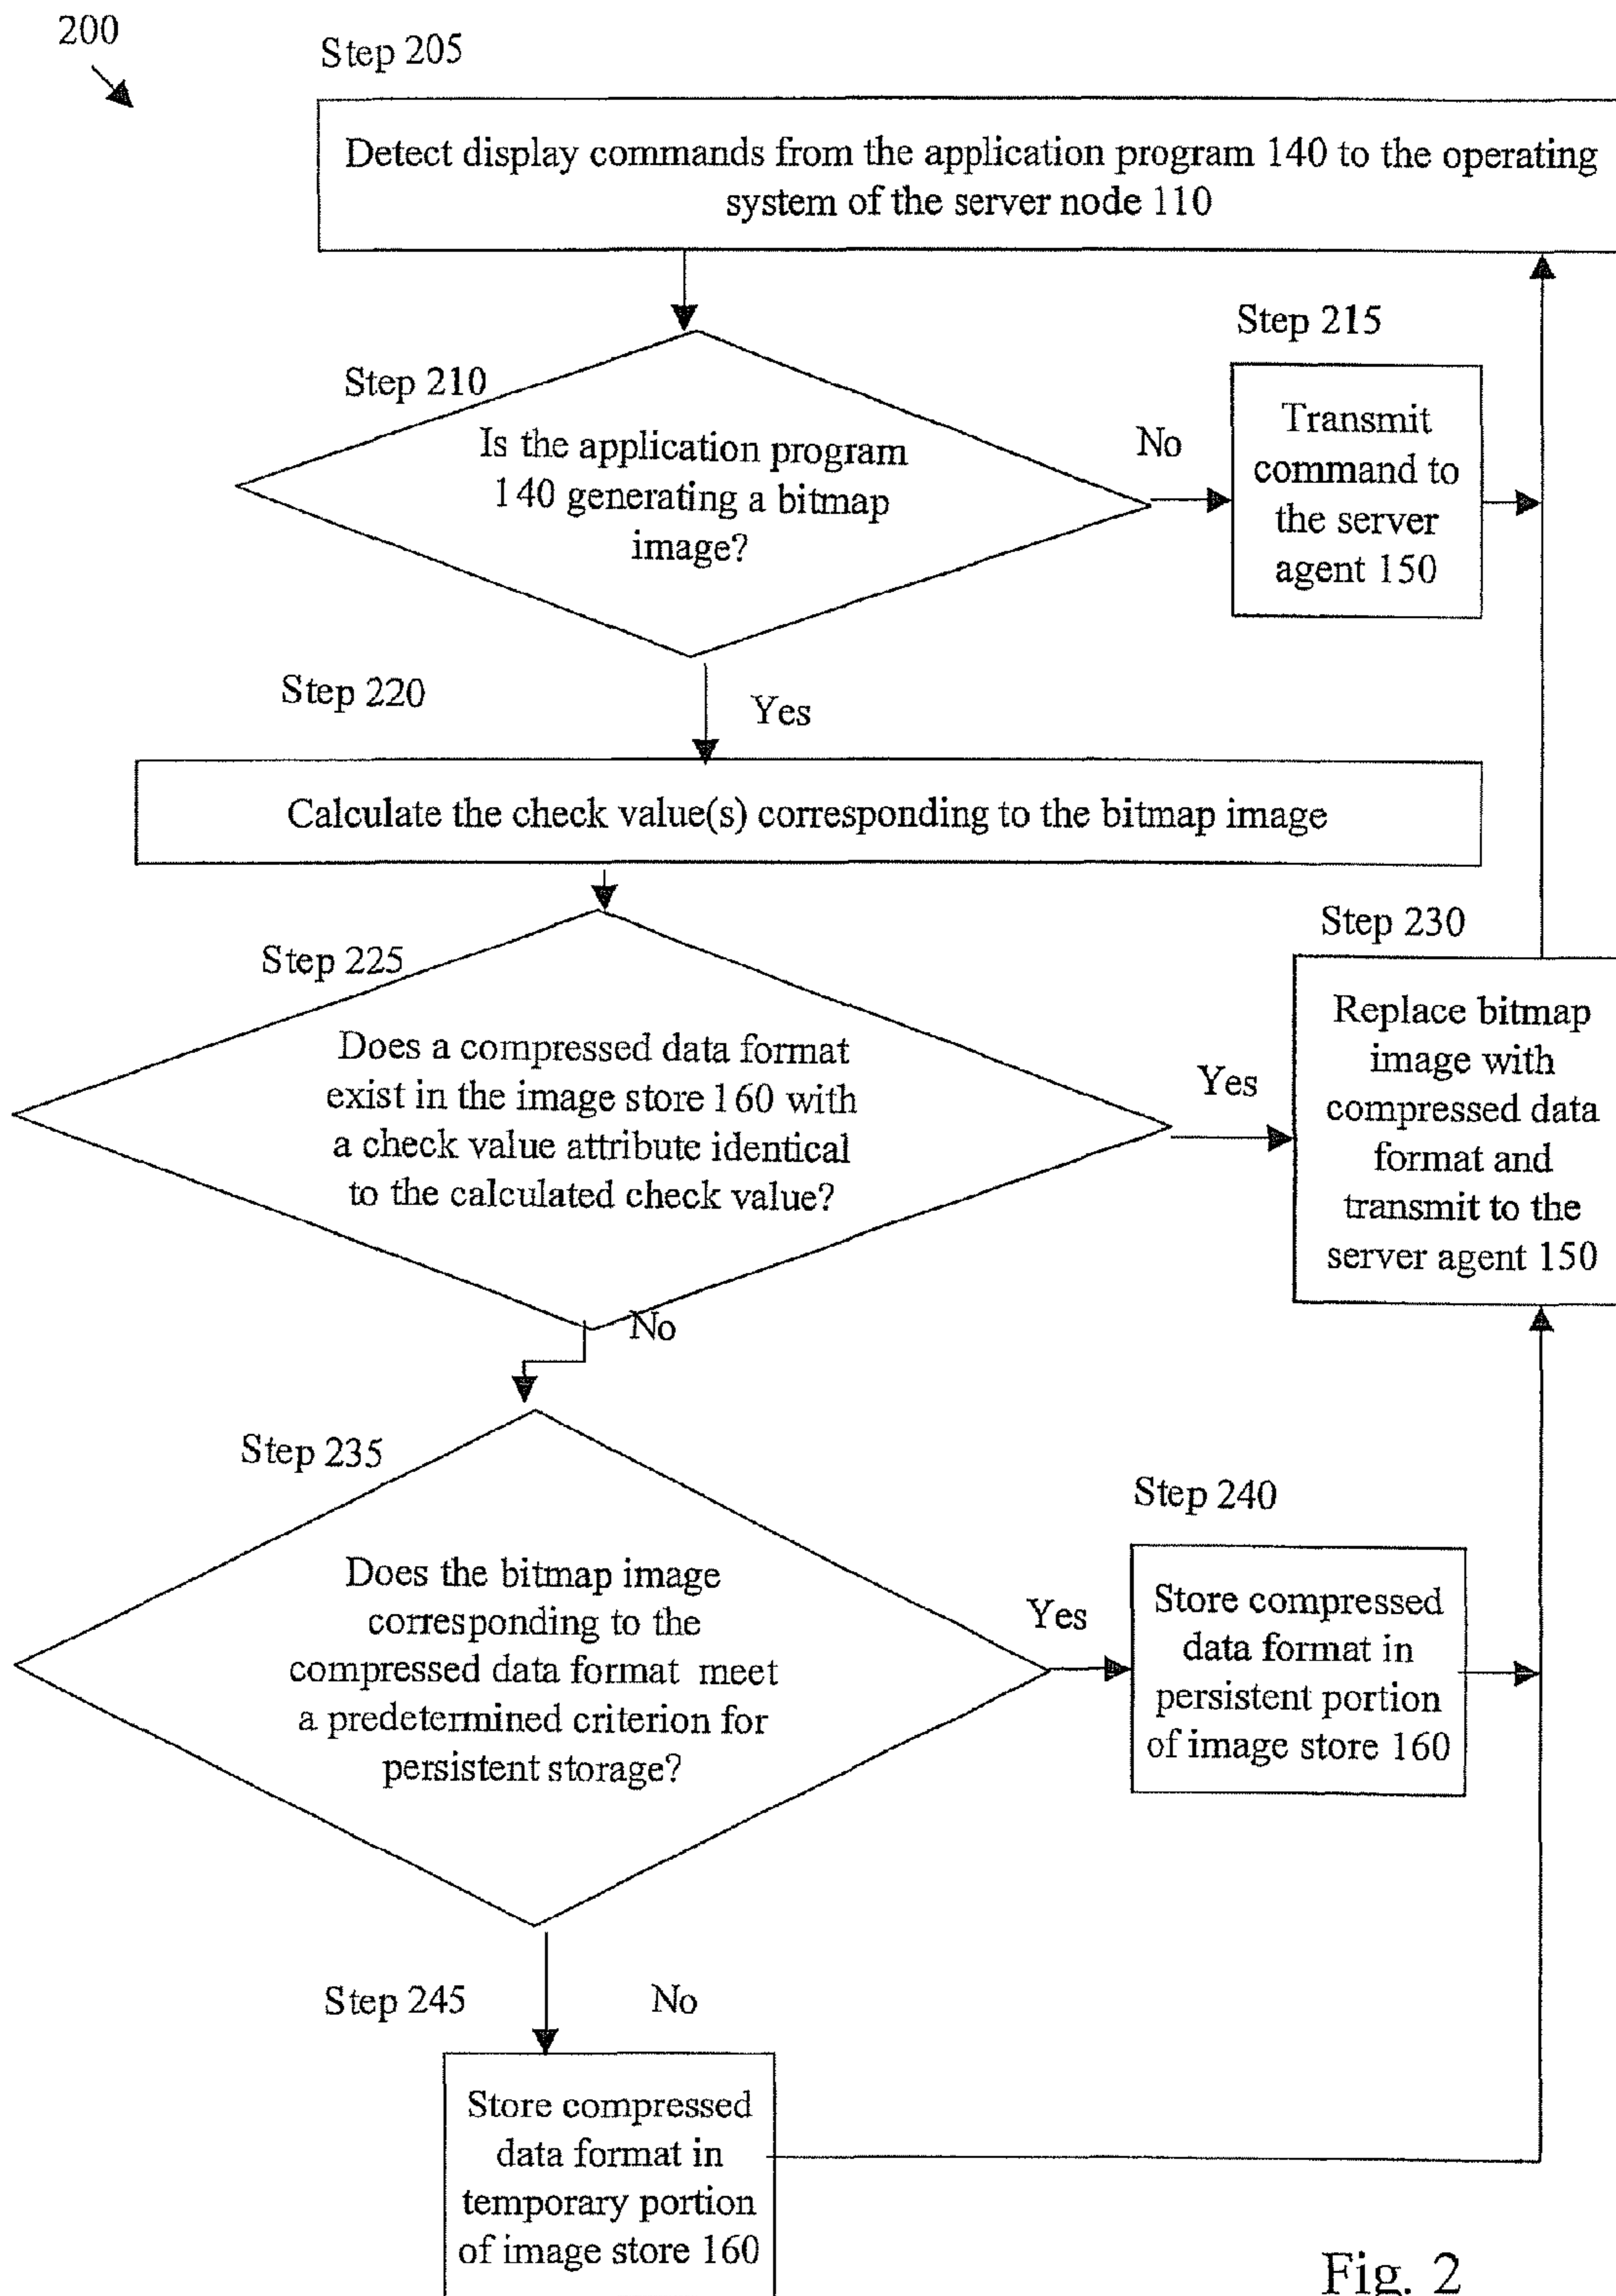 200
Step 205
Detect display commands from the application program 140 to the operating
system of the server node 110
Step 210
Is the application program
140 generating a bitmap
image?
No
Step 215
Transmit
command to
the server
agent 150
Step 220
Yes
Calculate the check value(s) corresponding to the bitmap image
Step 225
Does a compressed data format
exist in the image store 160 with
a check value attribute identical
to the calculated check value?
Yes
Step 230
Replace bitmap
image with
compressed data
format and
transmit to the
server agent 150
No
Step 235
Does the bitmap image
corresponding to the
compressed data format meet
a predetermined criterion for
persistent storage?
Yes
Step 240
Store compressed
data format in
persistent portion
of image store 160
Step 245
No
Store compressed
data format in
temporary portion
of image store 160
Fig. 2